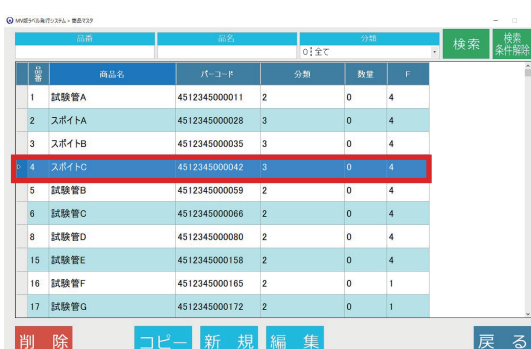 MV版ラベル発行システム - 商品マスタ
品番 品名 分類
0:全て
検索
検索
条件解除
品番 商品名 バーコード 分類 数量 F
1 試験管A 4512345000011 2 0 4
2 スポイトA 4512345000028 3 0 4
3 スポイトB 4512345000035 3 0 4
4 スポイトC 4512345000042 3 0 4
5 試験管B 4512345000059 2 0 4
6 試験管C 4512345000066 2 0 4
8 試験管D 4512345000080 2 0 4
15 試験管E 4512345000158 2 0 4
16 試験管F 4512345000165 2 0 1
17 試験管G 4512345000172 2 0 1
削除 コピー 新規 編集 戻る